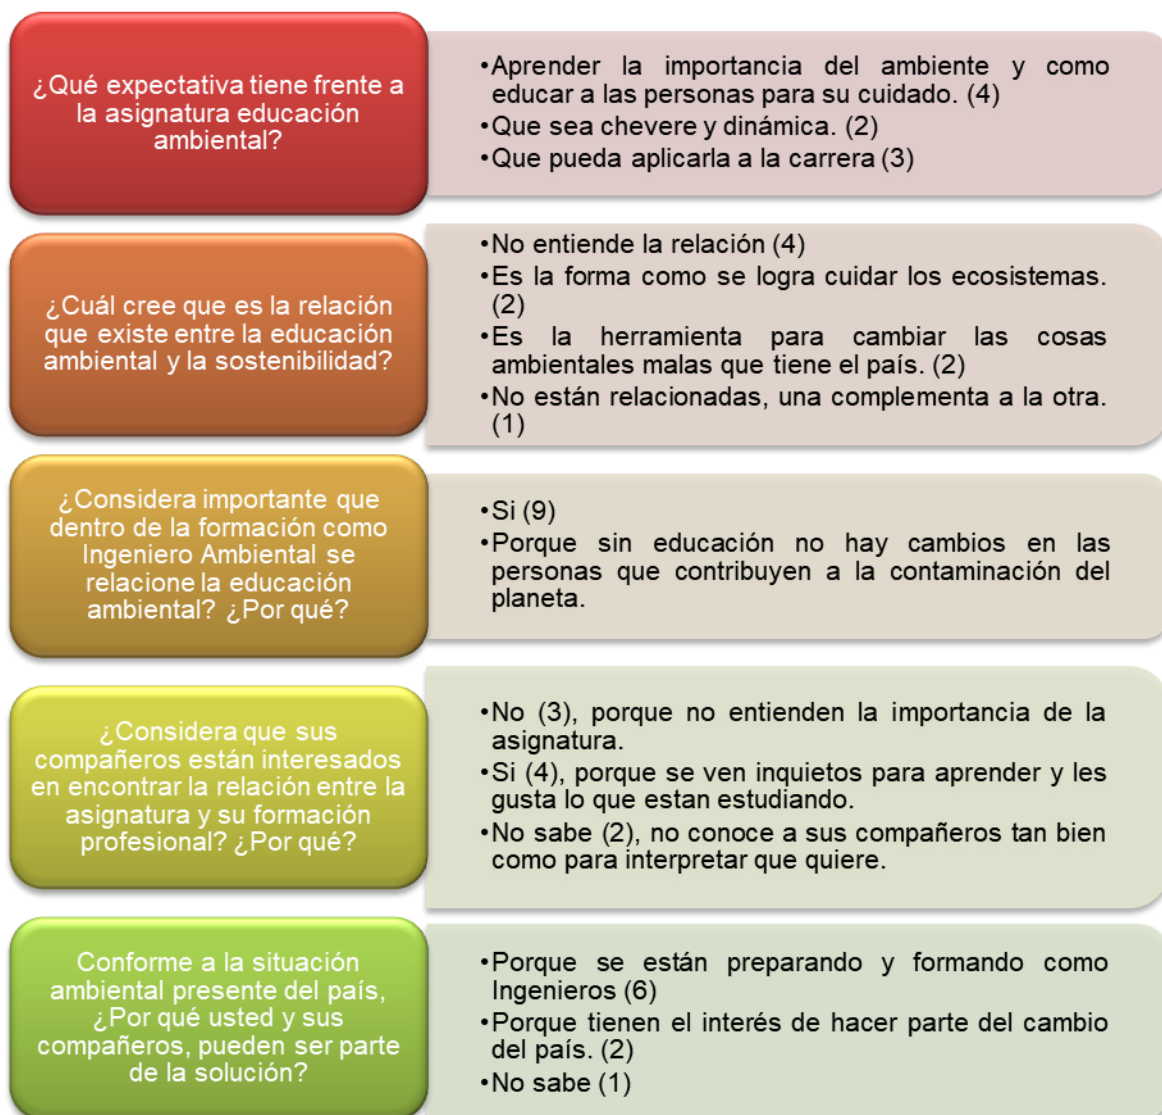 ¿Qué expectativa tiene frente a
la asignatura educación
ambiental?
•Aprender la importancia del ambiente y como
educar a las personas para su cuidado. (4)
•Que sea chevere y dinámica. (2)
•Que pueda aplicarla a la carrera (3)
¿Cuál cree que es la relación
que existe entre la educación
ambiental y la sostenibilidad?
•No entiende la relación (4)
•Es la forma como se logra cuidar los ecosistemas.
(2)
•Es la herramienta para cambiar las cosas
ambientales malas que tiene el país. (2)
•No están relacionadas, una complementa a la otra.
(1)
¿Considera importante que
dentro de la formación como
Ingeniero Ambiental se
relacione la educación
ambiental? ¿Por qué?
•Si (9)
•Porque sin educación no hay cambios en las
personas que contribuyen a la contaminación del
planeta.
¿Considera que sus
compañeros están interesados
en encontrar la relación entre la
asignatura y su formación
profesional? ¿Por qué?
•No (3), porque no entienden la importancia de la
asignatura.
•Si (4), porque se ven inquietos para aprender y les
gusta lo que estan estudiando.
•No sabe (2), no conoce a sus compañeros tan bien
como para interpretar que quiere.
Conforme a la situación
ambiental presente del país,
¿Por qué usted y sus
compañeros, pueden ser parte
de la solución?
•Porque se están preparando y formando como
Ingenieros (6)
•Porque tienen el interés de hacer parte del cambio
del país. (2)
•No sabe (1)